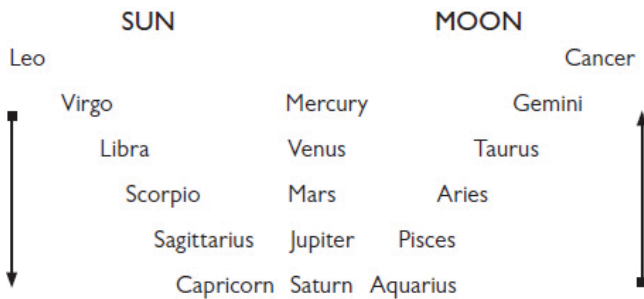 SUN MOON
Leo Cancer
Virgo Mercury Gemini
Libra Venus Taurus
Scorpio Mars Aries
Sagittarius Jupiter Pisces
Capricorn Saturn Aquarius